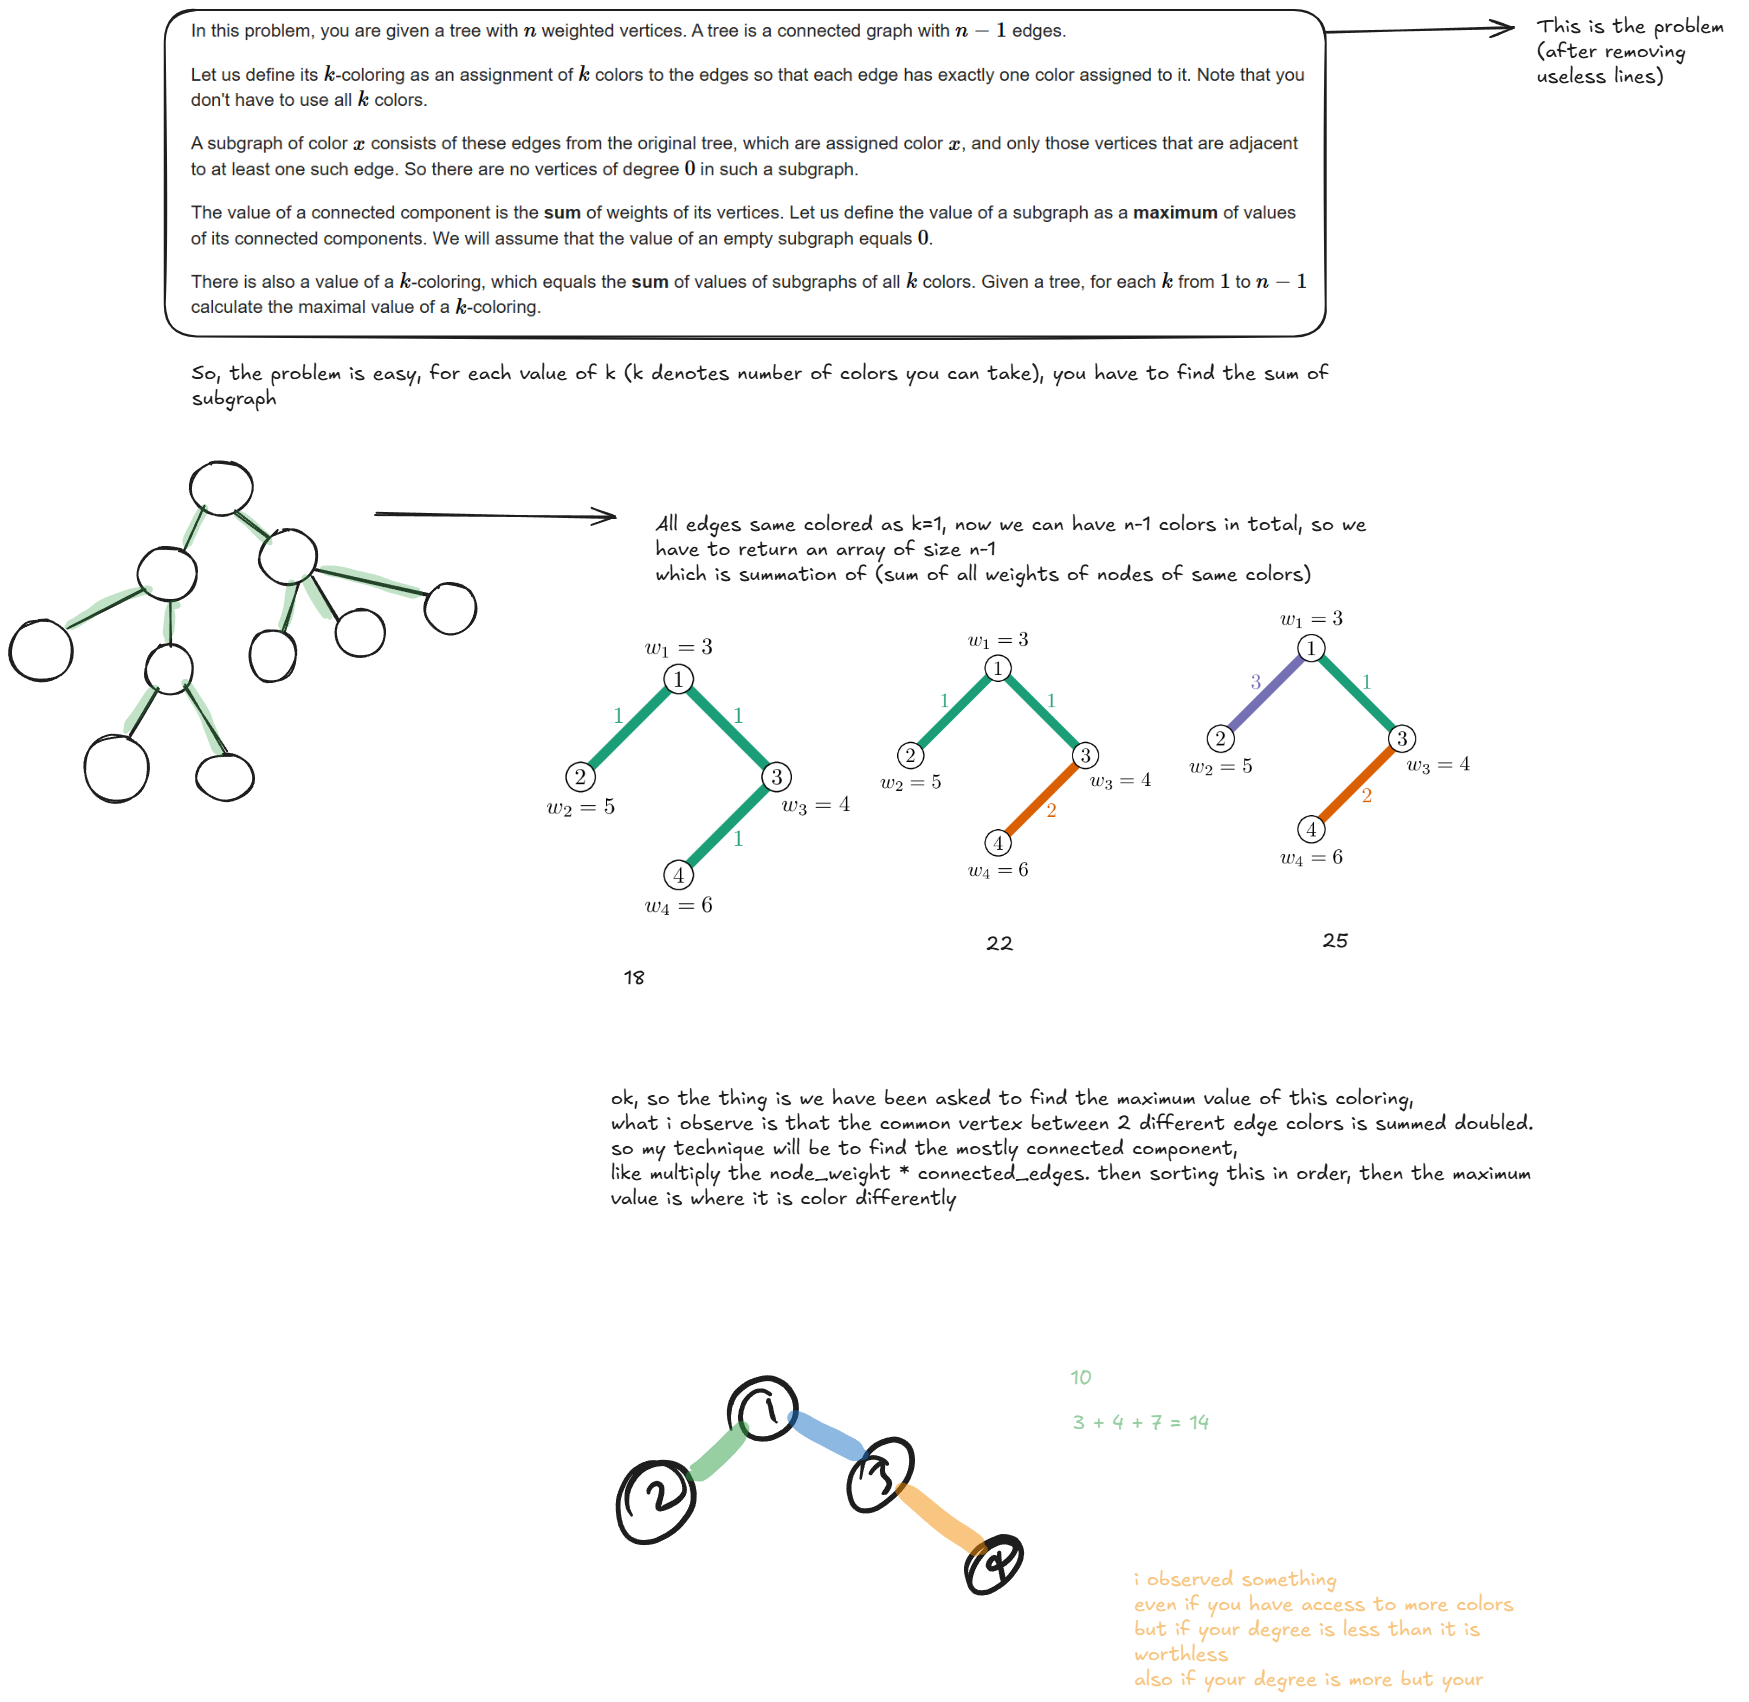 In this problem, you are given a tree with n weighted vertices. A tree is a connected graph with n − 1 edges.
Let us define its k-coloring as an assignment of k colors to the edges so that each edge has exactly one color assigned to it. Note that you
don't have to use all k colors.
A subgraph of color x consists of these edges from the original tree, which are assigned color x, and only those vertices that are adjacent
to at least one such edge. So there are no vertices of degree 0 in such a subgraph.
The value of a connected component is the sum of weights of its vertices. Let us define the value of a subgraph as a maximum of values
of its connected components. We will assume that the value of an empty subgraph equals 0.
There is also a value of a k-coloring, which equals the sum of values of subgraphs of all k colors. Given a tree, for each k from 1 to n − 1
calculate the maximal value of a k-coloring.
This is the problem
(after removing
useless lines)
So, the problem is easy, for each value of k (k denotes number of colors you can take), you have to find the sum of
subgraph
All edges same colored as k=1, now we can have n-1 colors in total, so we
have to return an array of size n-1
which is summation of (sum of all weights of nodes of same colors)
w₁ = 3
1
1
1
2
3
w₂ = 5
w₃ = 4
1
4
w₄ = 6
18
w₁ = 3
1
1
1
2
3
w₂ = 5
w₃ = 4
2
4
w₄ = 6
22
w₁ = 3
1
3
1
2
3
w₂ = 5
w₃ = 4
2
4
w₄ = 6
25
ok, so the thing is we have been asked to find the maximum value of this coloring,
what i observe is that the common vertex between 2 different edge colors is summed doubled.
so my technique will be to find the mostly connected component,
like multiply the node_weight * connected_edges. then sorting this in order, then the maximum
value is where it is color differently
1
2
3
4
10
3 + 4 + 7 = 14
i observed something
even if you have access to more colors
but if your degree is less than it is
worthless
also if your degree is more but your